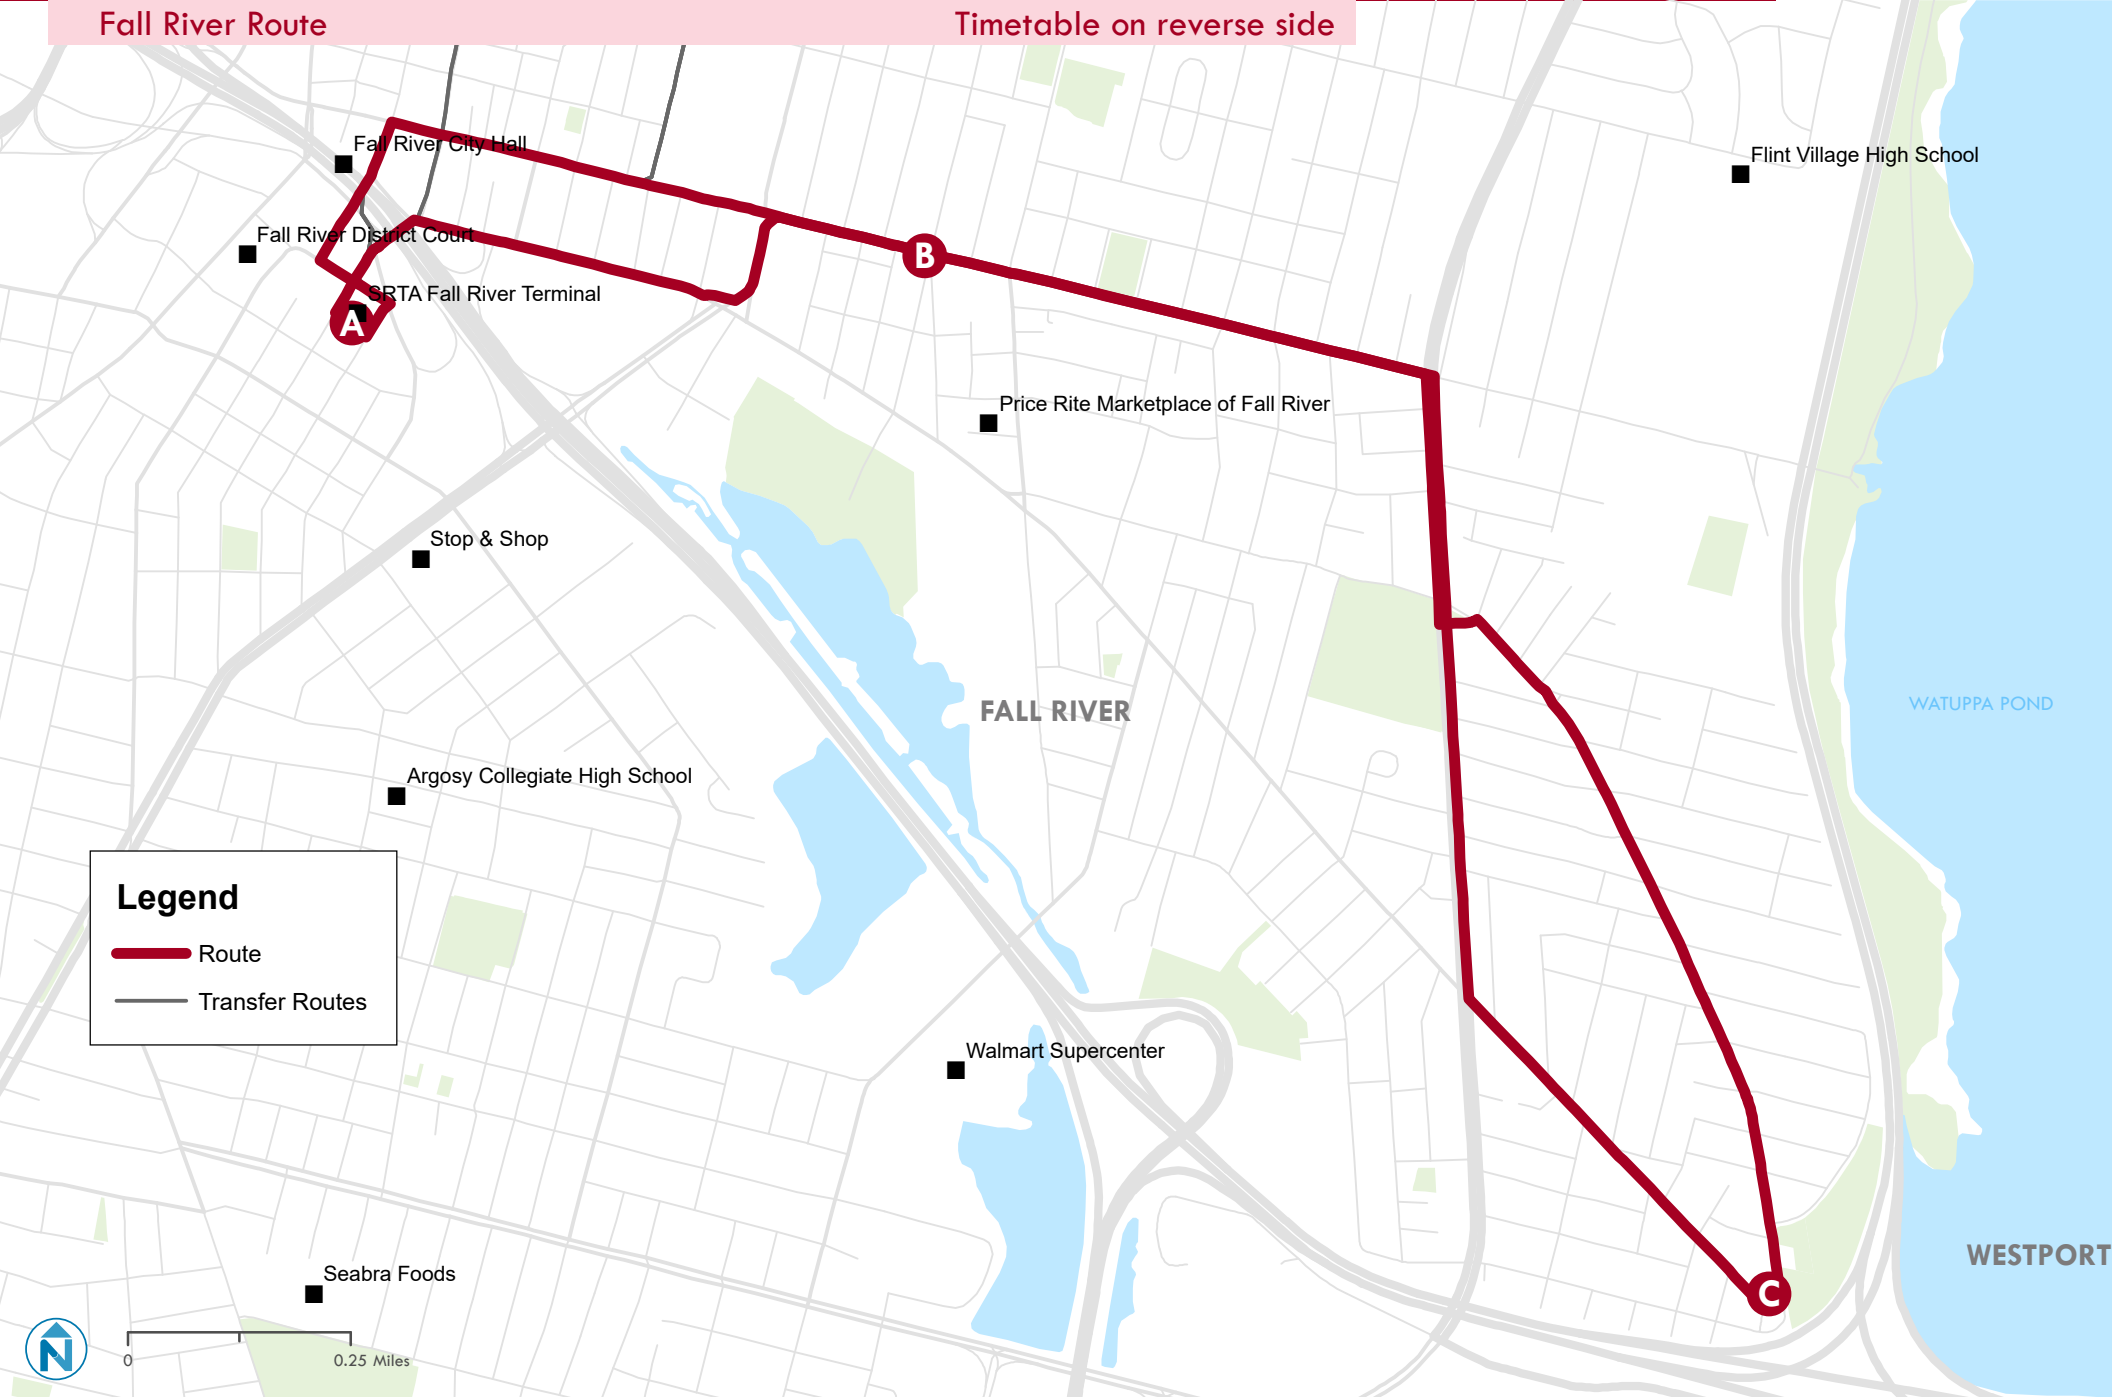 Fall River Route
Timetable on reverse side
Fall River City Hall
Flint Village High School
Fall River District Court
B
SRTA Fall River Terminal
A
Price Rite Marketplace of Fall River
Stop & Shop
FALL RIVER
WATUPPA POND
Argosy Collegiate High School
Legend
Route
Transfer Routes
Walmart Supercenter
WESTPORT
Seabra Foods
C
N
0
0.25 Miles